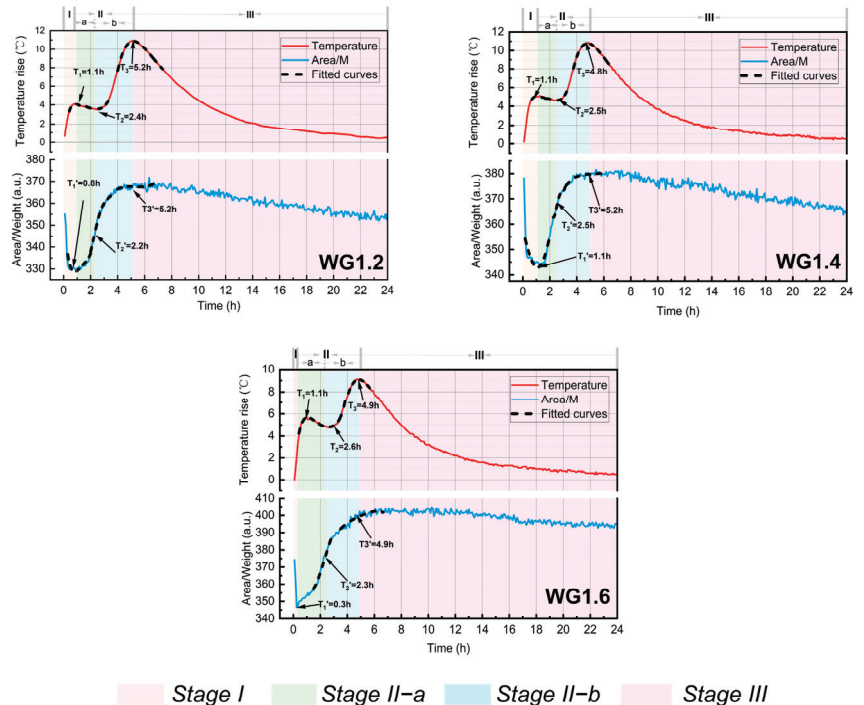 I II III
a b
Temperature rise (℃)
12
10
8
6
4
2
0
Temperature
Area/M
Fitted curves
T1=1.1h
T3=5.2h
T2=2.4h
Area/Weight (a.u.)
380
370
360
350
340
330
T1'=0.8h
T3'=5.2h
T2'=2.2h
WG1.2
0 2 4 6 8 10 12 14 16 18 20 22 24
Time (h)
I II III
a b
Temperature rise (℃)
12
10
8
6
4
2
0
Temperature
Area/M
Fitted curves
T1=1.1h
T3=4.8h
T2=2.5h
Area/Weight (a.u.)
390
380
370
360
350
340
T3'=5.2h
T2'=2.5h
T1'=1.1h
WG1.4
0 2 4 6 8 10 12 14 16 18 20 22 24
Time (h)
I II III
a b
Temperature rise (℃)
10
8
6
4
2
0
Temperature
Area/M
Fitted curves
T1=1.1h
T3=4.9h
T2=2.6h
Area/Weight (a.u.)
410
400
390
380
370
360
350
340
T3'=4.9h
T2'=2.3h
T1'=0.3h
WG1.6
0 2 4 6 8 10 12 14 16 18 20 22 24
Time (h)
Stage I Stage II-a Stage II-b Stage III